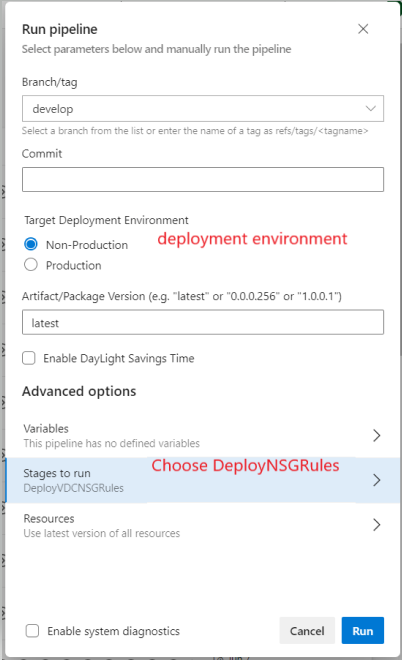 Run pipeline
Select parameters below and manually run the pipeline
Branch/tag
develop
Select a branch from the list or enter the name of a tag as refs/tags/<tagname>
Commit
Target Deployment Environment
Non-Production
deployment environment
Production
Artifact/Package Version (e.g. "latest" or "0.0.0.256" or "1.0.0.1")
latest
Enable DayLight Savings Time
Advanced options
Variables
This pipeline has no defined variables
Stages to run
Choose DeployNSGRules
DeployVDCNSGRules
Resources
Use latest version of all resources
Enable system diagnostics
Cancel
Run